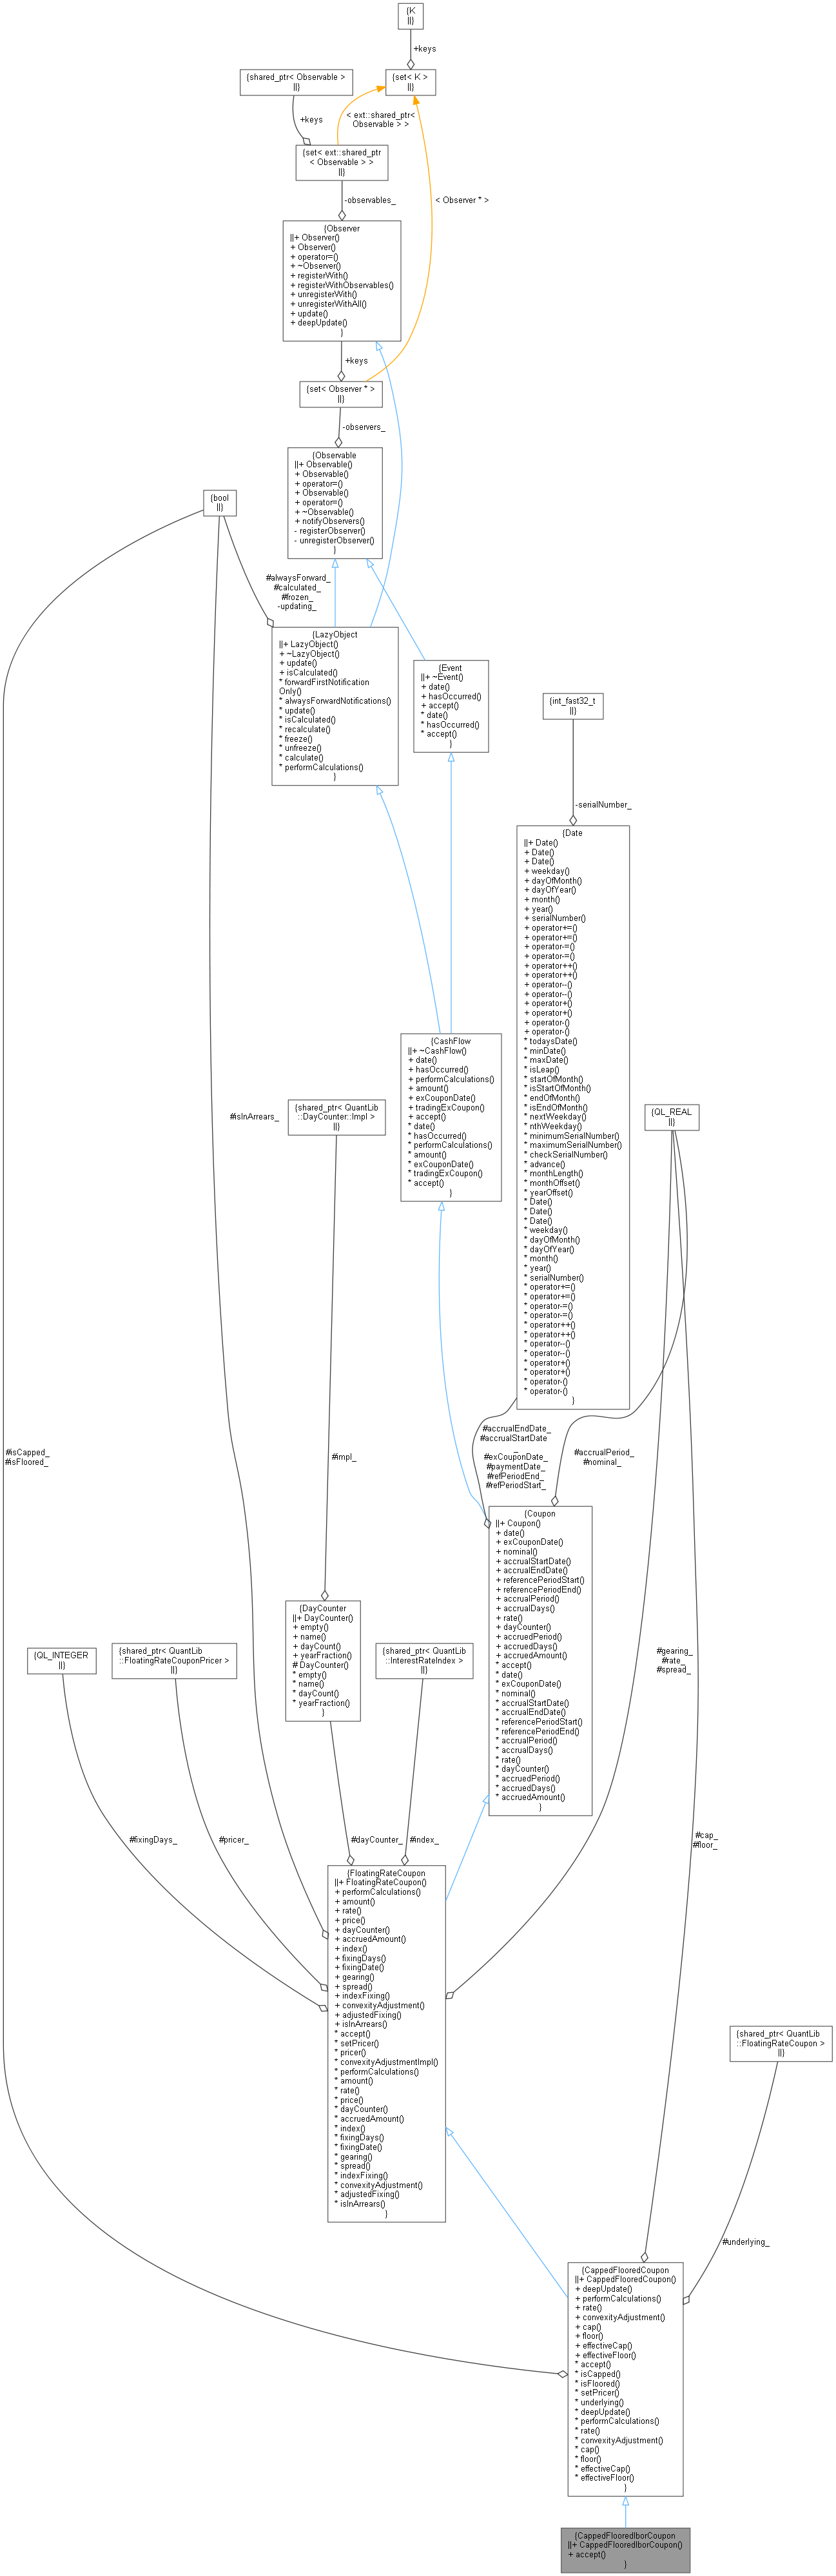 {K
||}
+keys
{shared_ptr< Observable >
||}
{set< K >
||}
+keys
< ext::shared_ptr<
Observable > >
{set< ext::shared_ptr
< Observable > >
||}
-observables_
< Observer * >
{Observer
||+ Observer()
+ Observer()
+ operator=()
+ ~Observer()
+ registerWith()
+ registerWithObservables()
+ unregisterWith()
+ unregisterWithAll()
+ update()
+ deepUpdate()
}
+keys
{set< Observer * >
||}
-observers_
{Observable
||+ Observable()
+ Observable()
+ operator=()
+ Observable()
+ operator=()
+ ~Observable()
+ notifyObservers()
- registerObserver()
- unregisterObserver()
}
{bool
||}
#alwaysForward_
#calculated_
#frozen_
-updating_
{LazyObject
||+ LazyObject()
+ ~LazyObject()
+ update()
+ isCalculated()
* forwardFirstNotification
Only()
* alwaysForwardNotifications()
* update()
* isCalculated()
* recalculate()
* freeze()
* unfreeze()
* calculate()
* performCalculations()
}
{Event
||+ ~Event()
+ date()
+ hasOccurred()
+ accept()
* date()
* hasOccurred()
* accept()
}
{int_fast32_t
||}
-serialNumber_
{Date
||+ Date()
+ Date()
+ Date()
+ weekday()
+ dayOfMonth()
+ dayOfYear()
+ month()
+ year()
+ serialNumber()
+ operator+=()
+ operator+=()
+ operator-=()
+ operator-=()
+ operator++()
+ operator++()
+ operator--()
+ operator--()
+ operator+()
+ operator+()
+ operator-()
+ operator-()
* todaysDate()
* minDate()
* maxDate()
* isLeap()
* startOfMonth()
* isStartOfMonth()
* endOfMonth()
* isEndOfMonth()
* nextWeekday()
* nthWeekday()
* minimumSerialNumber()
* maximumSerialNumber()
* checkSerialNumber()
* advance()
* monthLength()
* monthOffset()
* yearOffset()
* Date()
* Date()
* Date()
* weekday()
* dayOfMonth()
* dayOfYear()
* month()
* year()
* serialNumber()
* operator+=()
* operator+=()
* operator-=()
* operator-=()
* operator++()
* operator++()
* operator--()
* operator--()
* operator+()
* operator+()
* operator-()
* operator-()
}
{CashFlow
||+ ~CashFlow()
+ date()
+ hasOccurred()
+ performCalculations()
+ amount()
+ exCouponDate()
+ tradingExCoupon()
+ accept()
* date()
* hasOccurred()
* performCalculations()
* amount()
* exCouponDate()
* tradingExCoupon()
* accept()
}
#isInArrears_
{shared_ptr< QuantLib
::DayCounter::Impl >
||}
{QL_REAL
||}
#isCapped_
#isFloored_
#impl_
#accrualEndDate_
#accrualStartDate
_
#exCouponDate_
#paymentDate_
#refPeriodEnd_
#refPeriodStart_
#accrualPeriod_
#nominal_
{Coupon
||+ Coupon()
+ date()
+ exCouponDate()
+ nominal()
+ accrualStartDate()
+ accrualEndDate()
+ referencePeriodStart()
+ referencePeriodEnd()
+ accrualPeriod()
+ accrualDays()
+ rate()
+ dayCounter()
+ accruedPeriod()
+ accruedDays()
+ accruedAmount()
* accept()
* date()
* exCouponDate()
* nominal()
* accrualStartDate()
* accrualEndDate()
* referencePeriodStart()
* referencePeriodEnd()
* accrualPeriod()
* accrualDays()
* rate()
* dayCounter()
* accruedPeriod()
* accruedDays()
* accruedAmount()
}
{DayCounter
||+ DayCounter()
+ empty()
+ name()
+ dayCount()
+ yearFraction()
# DayCounter()
* empty()
* name()
* dayCount()
* yearFraction()
}
{QL_INTEGER
||}
{shared_ptr< QuantLib
::FloatingRateCouponPricer >
||}
{shared_ptr< QuantLib
::InterestRateIndex >
||}
#gearing_
#rate_
#spread_
#fixingDays_
#pricer_
#dayCounter_
#index_
#cap_
#floor_
{FloatingRateCoupon
||+ FloatingRateCoupon()
+ performCalculations()
+ amount()
+ rate()
+ price()
+ dayCounter()
+ accruedAmount()
+ index()
+ fixingDays()
+ fixingDate()
+ gearing()
+ spread()
+ indexFixing()
+ convexityAdjustment()
+ adjustedFixing()
+ isInArrears()
* accept()
* setPricer()
* pricer()
* convexityAdjustmentImpl()
* performCalculations()
* amount()
* rate()
* price()
* dayCounter()
* accruedAmount()
* index()
* fixingDays()
* fixingDate()
* gearing()
* spread()
* indexFixing()
* convexityAdjustment()
* adjustedFixing()
* isInArrears()
}
{shared_ptr< QuantLib
::FloatingRateCoupon >
||}
#underlying_
{CappedFlooredCoupon
||+ CappedFlooredCoupon()
+ deepUpdate()
+ performCalculations()
+ rate()
+ convexityAdjustment()
+ cap()
+ floor()
+ effectiveCap()
+ effectiveFloor()
* accept()
* isCapped()
* isFloored()
* setPricer()
* underlying()
* deepUpdate()
* performCalculations()
* rate()
* convexityAdjustment()
* cap()
* floor()
* effectiveCap()
* effectiveFloor()
}
{CappedFlooredIborCoupon
||+ CappedFlooredIborCoupon()
+ accept()
}